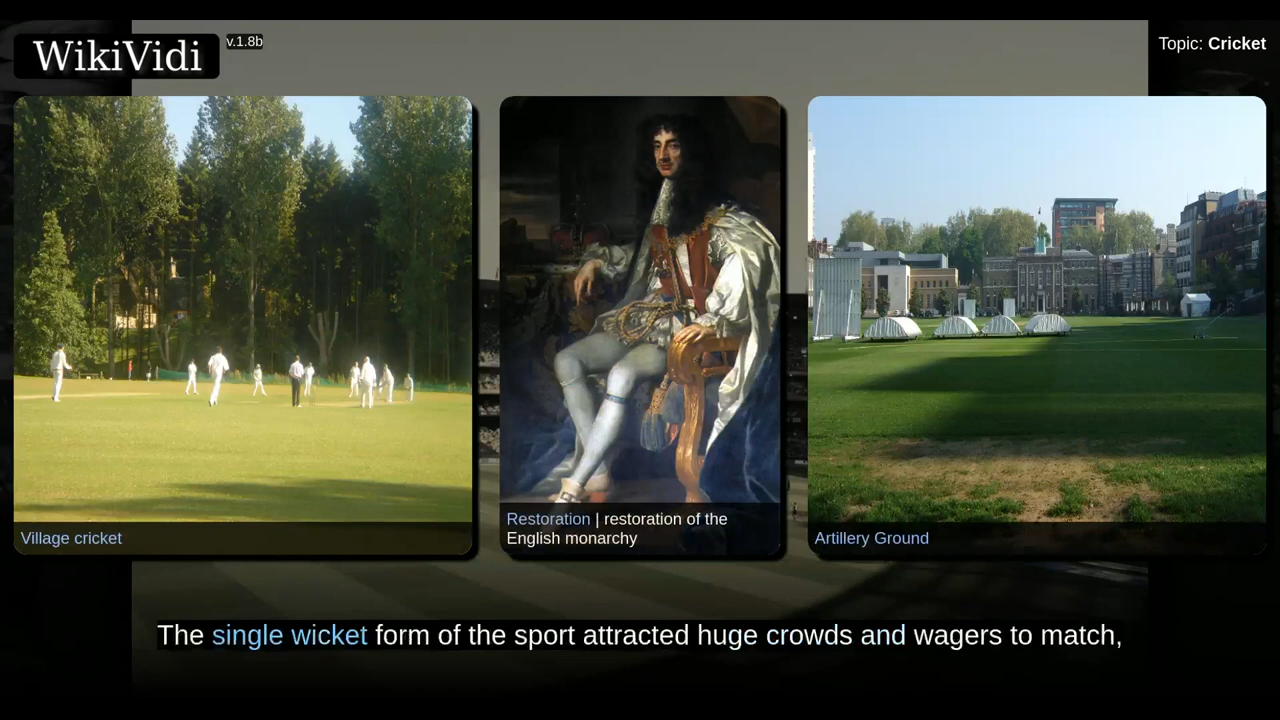 WikiVidi
v.1.8b
Topic: Cricket
Village cricket
Restoration | restoration of the
English monarchy
Artillery Ground
The single wicket form of the sport attracted huge crowds and wagers to match,